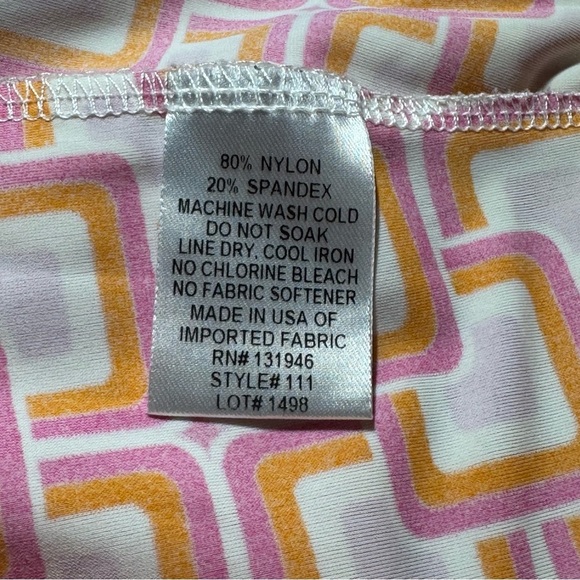 80% NYLON
20% SPANDEX
MACHINE WASH COLD
DO NOT SOAK
LINE DRY, COOL IRON
NO CHLORINE BLEACH
NO FABRIC SOFTENER
MADE IN USA OF
IMPORTED FABRIC
RN# 131946
STYLE# 111
LOT# 1498